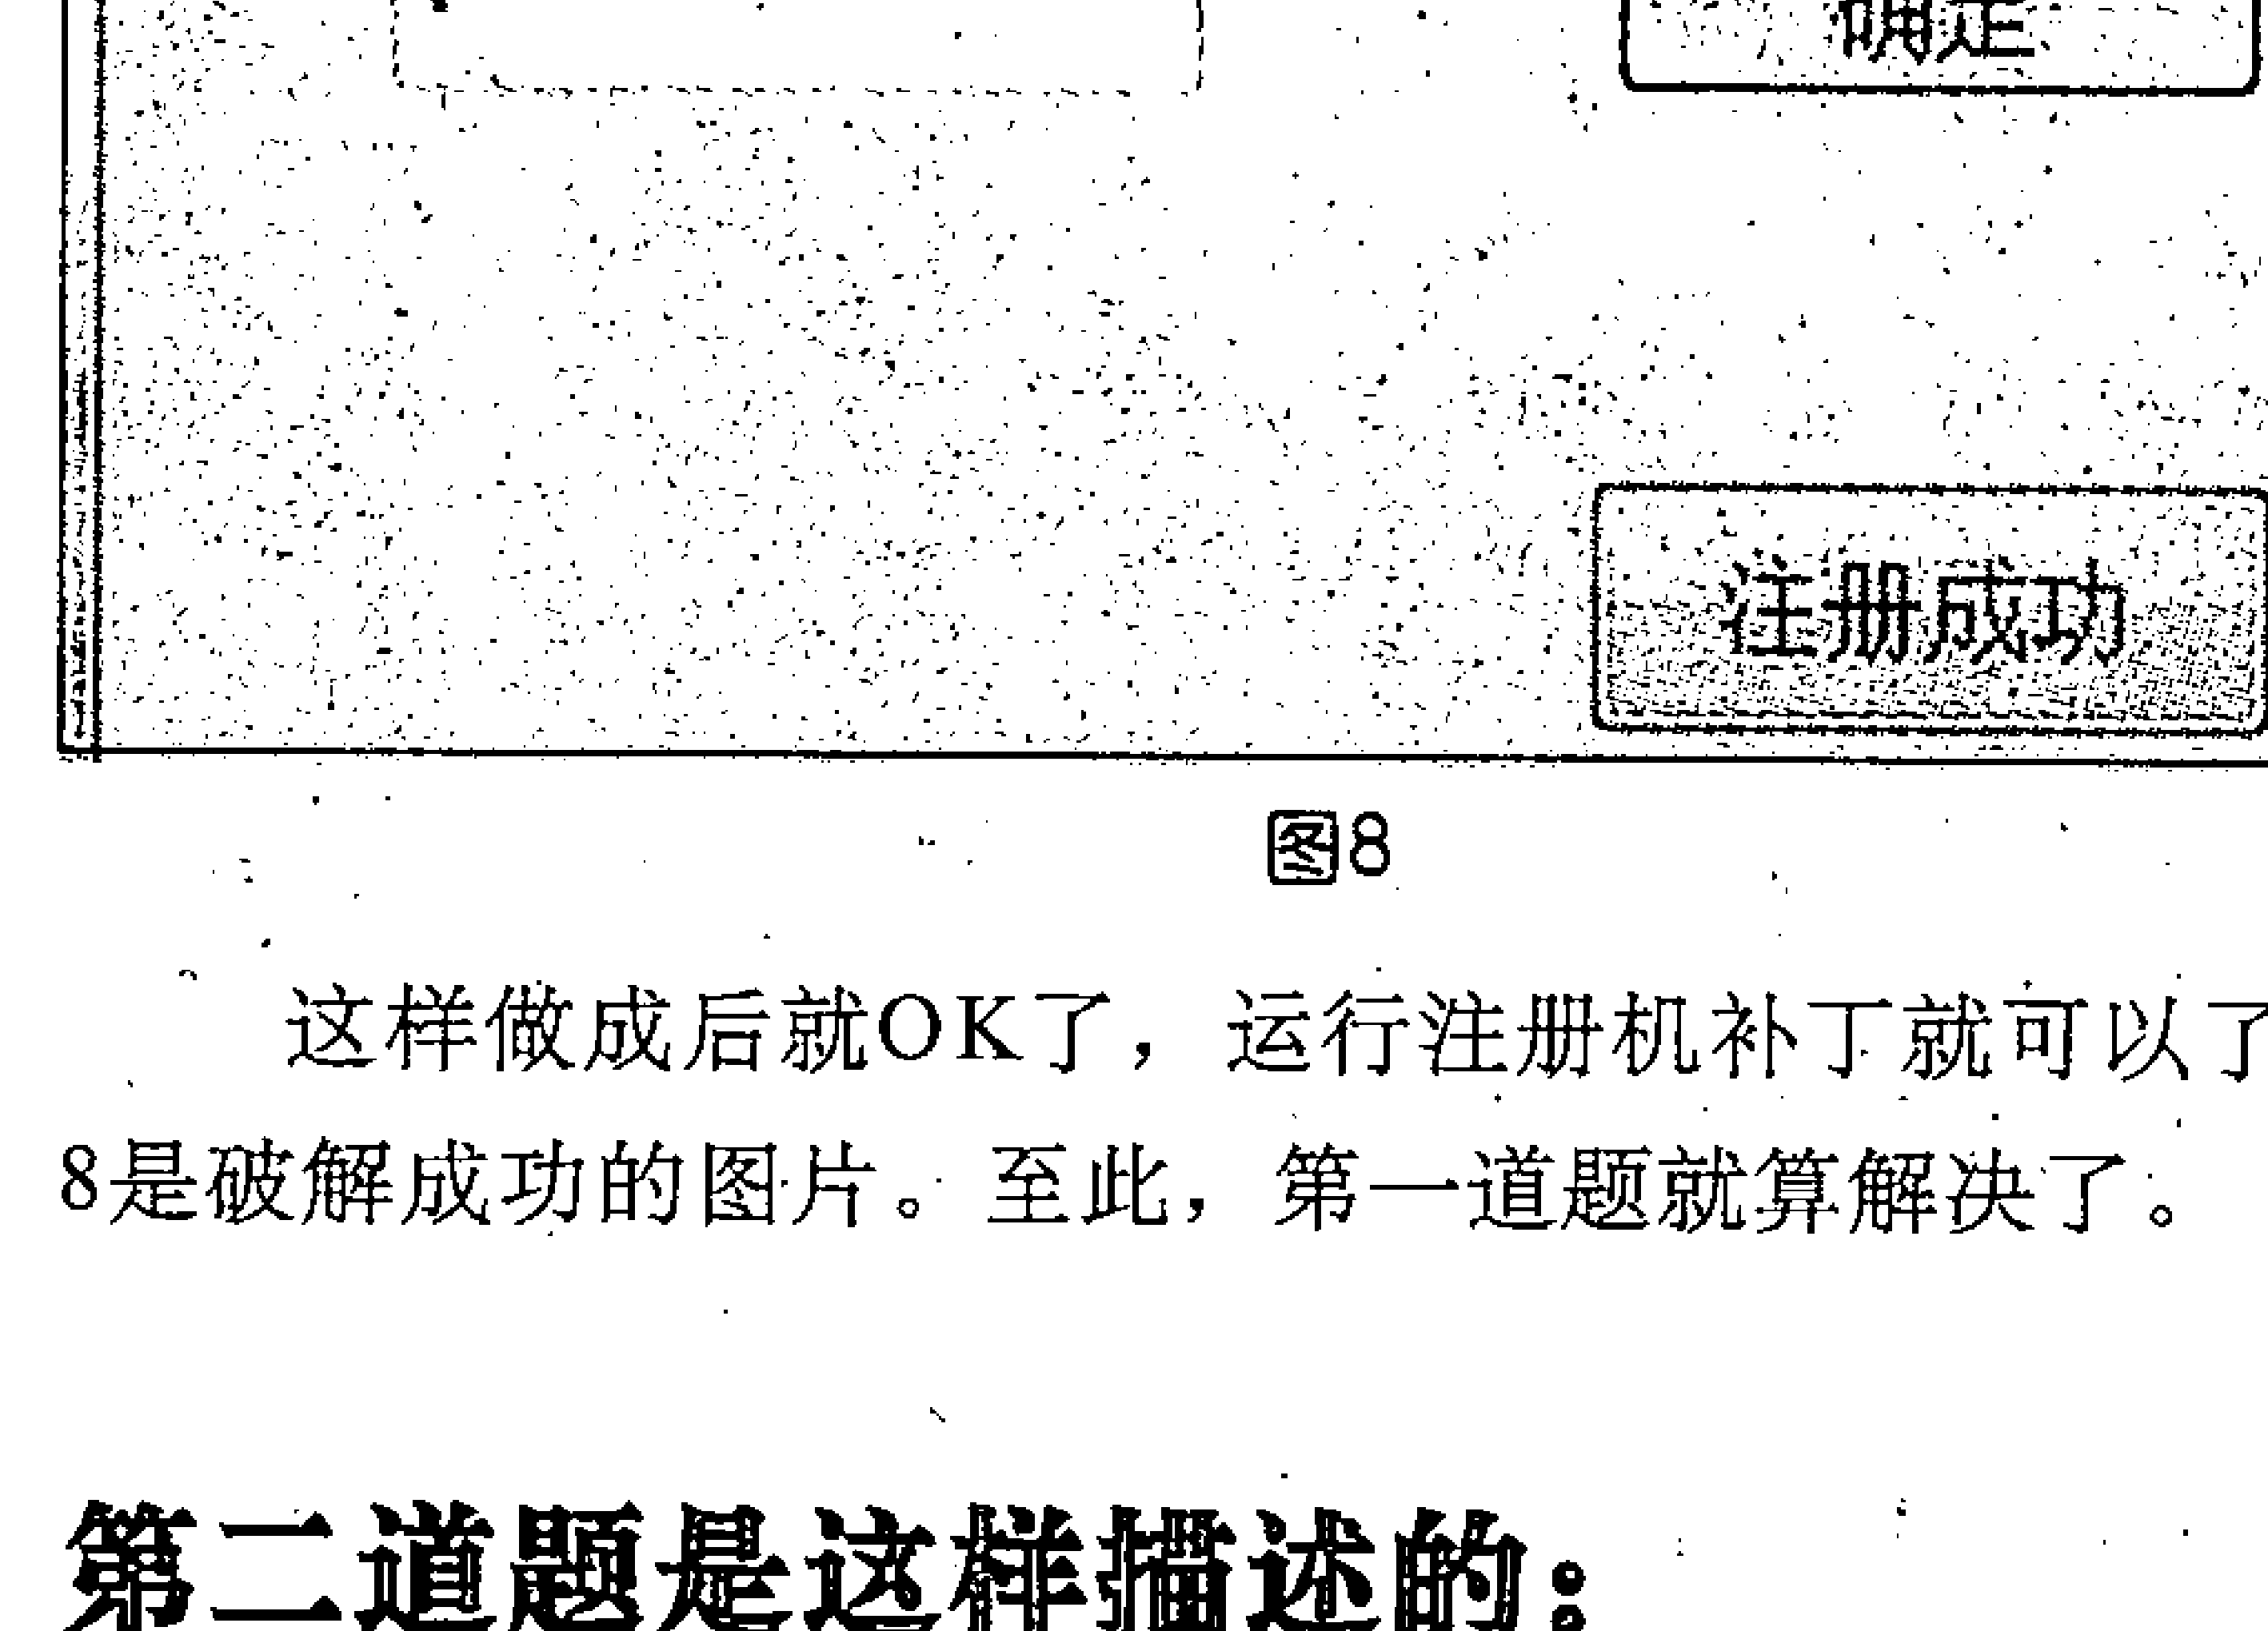 确定
注册成功
图8
这样做成后就OK了，运行注册机补丁就可以了
8是破解成功的图片。至此，第一道题就算解决了。
第二道题是这样描述的：